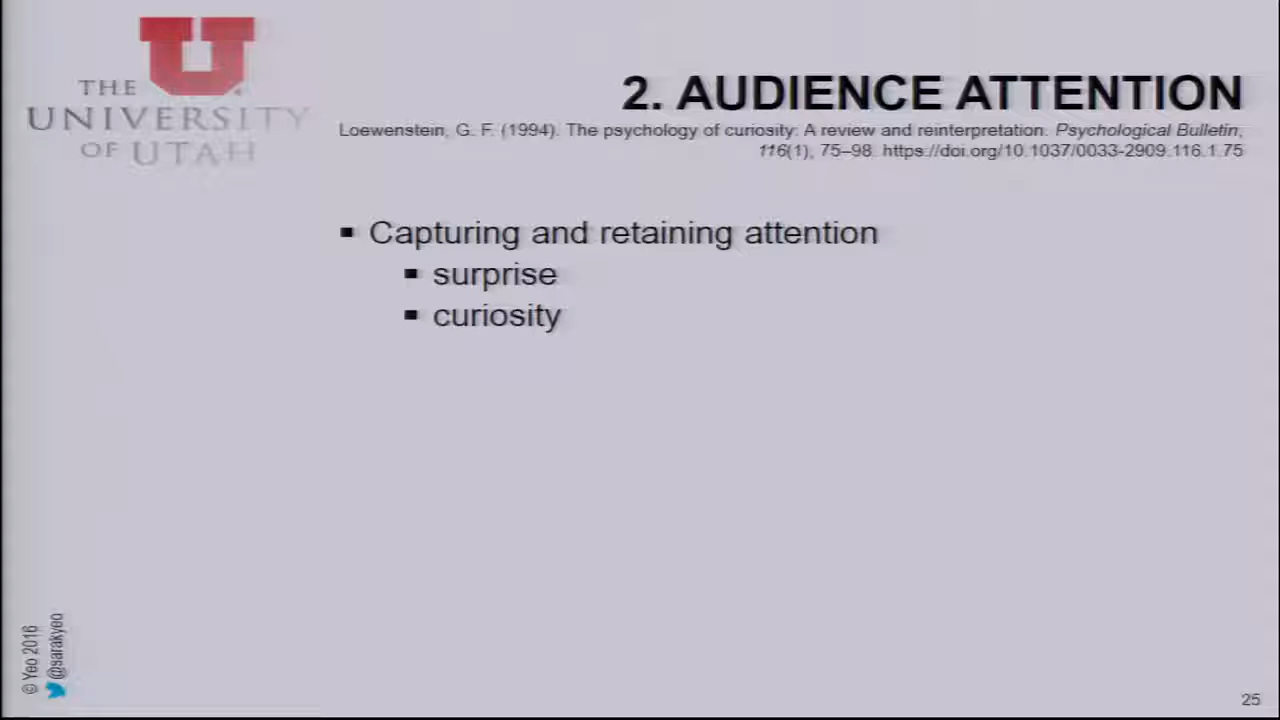 THE
UNIVERSITY
OF UTAH
2. AUDIENCE ATTENTION
Loewenstein, G. F. (1994). The psychology of curiosity: A review and reinterpretation. Psychological Bulletin,
116(1), 75–98. https://doi.org/10.1037/0033-2909.116.1.75
▪ Capturing and retaining attention
▪ surprise
▪ curiosity
© Yeo 2016
@sarakyeo
25